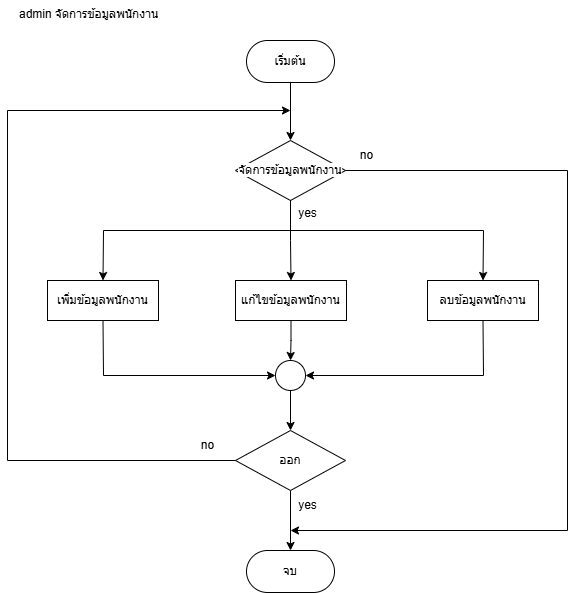 admin จัดการข้อมูลพนักงาน
เริ่มต้น
จัดการข้อมูลพนักงาน
no
yes
เพิ่มข้อมูลพนักงาน
แก้ไขข้อมูลพนักงาน
ลบข้อมูลพนักงาน
no
ออก
yes
จบ